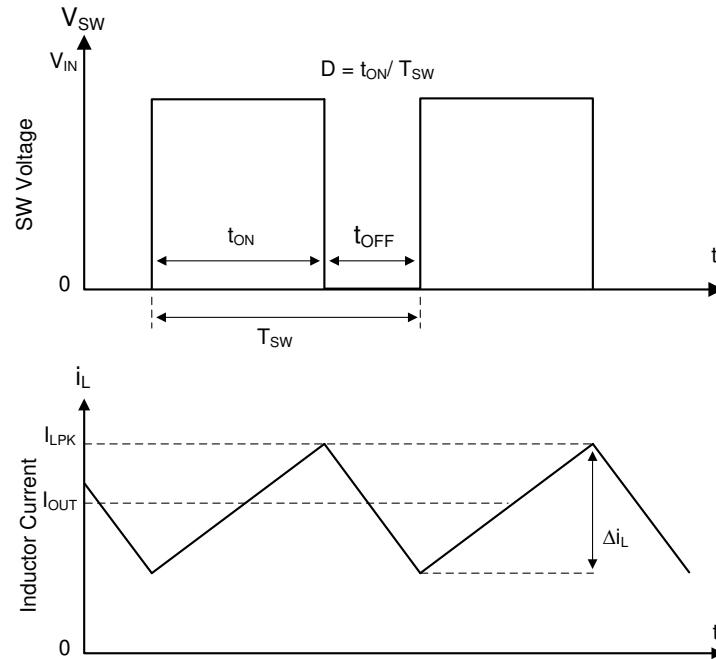 V_SW
V_IN
D = t_ON/ T_SW
SW Voltage
t_ON
t_OFF
t
0
T_SW
i_L
I_LPK
I_OUT
Δi_L
Inductor Current
0
t